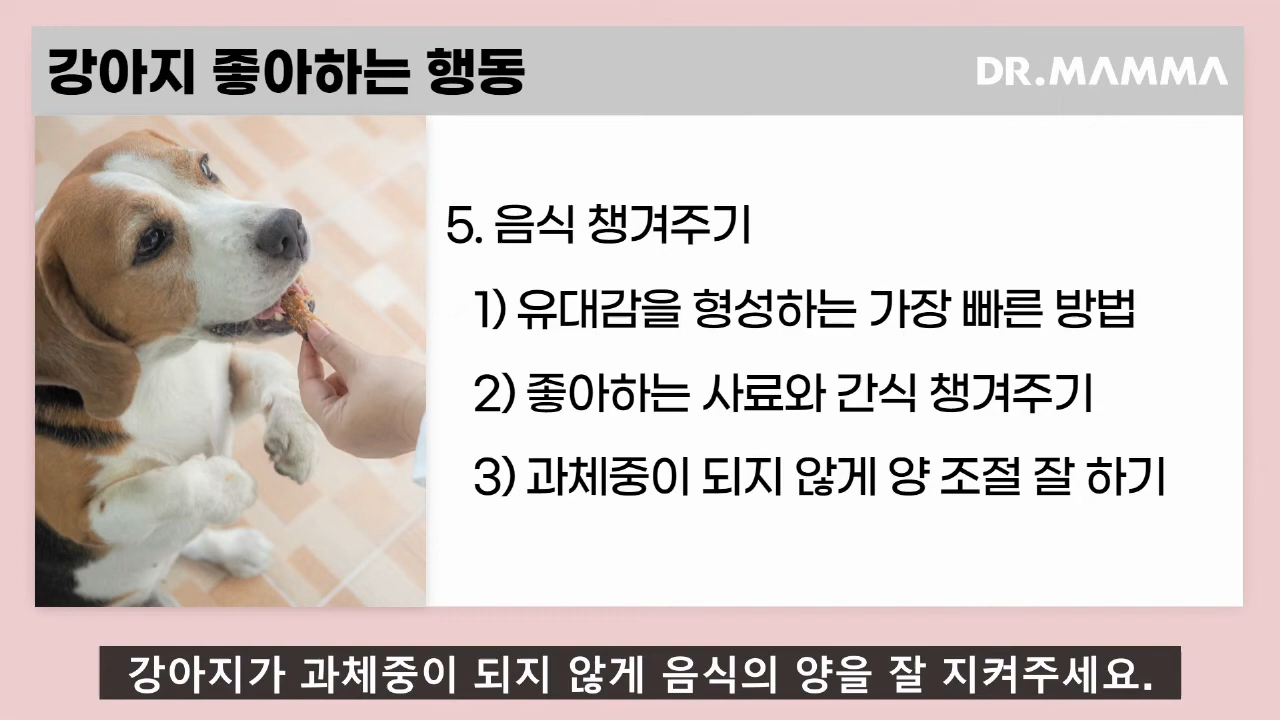 강아지 좋아하는 행동
DR.MAMMA
5. 음식 챙겨주기
1) 유대감을 형성하는 가장 빠른 방법
2) 좋아하는 사료와 간식 챙겨주기
3) 과체중이 되지 않게 양 조절 잘 하기
강아지가 과체중이 되지 않게 음식의 양을 잘 지켜주세요.